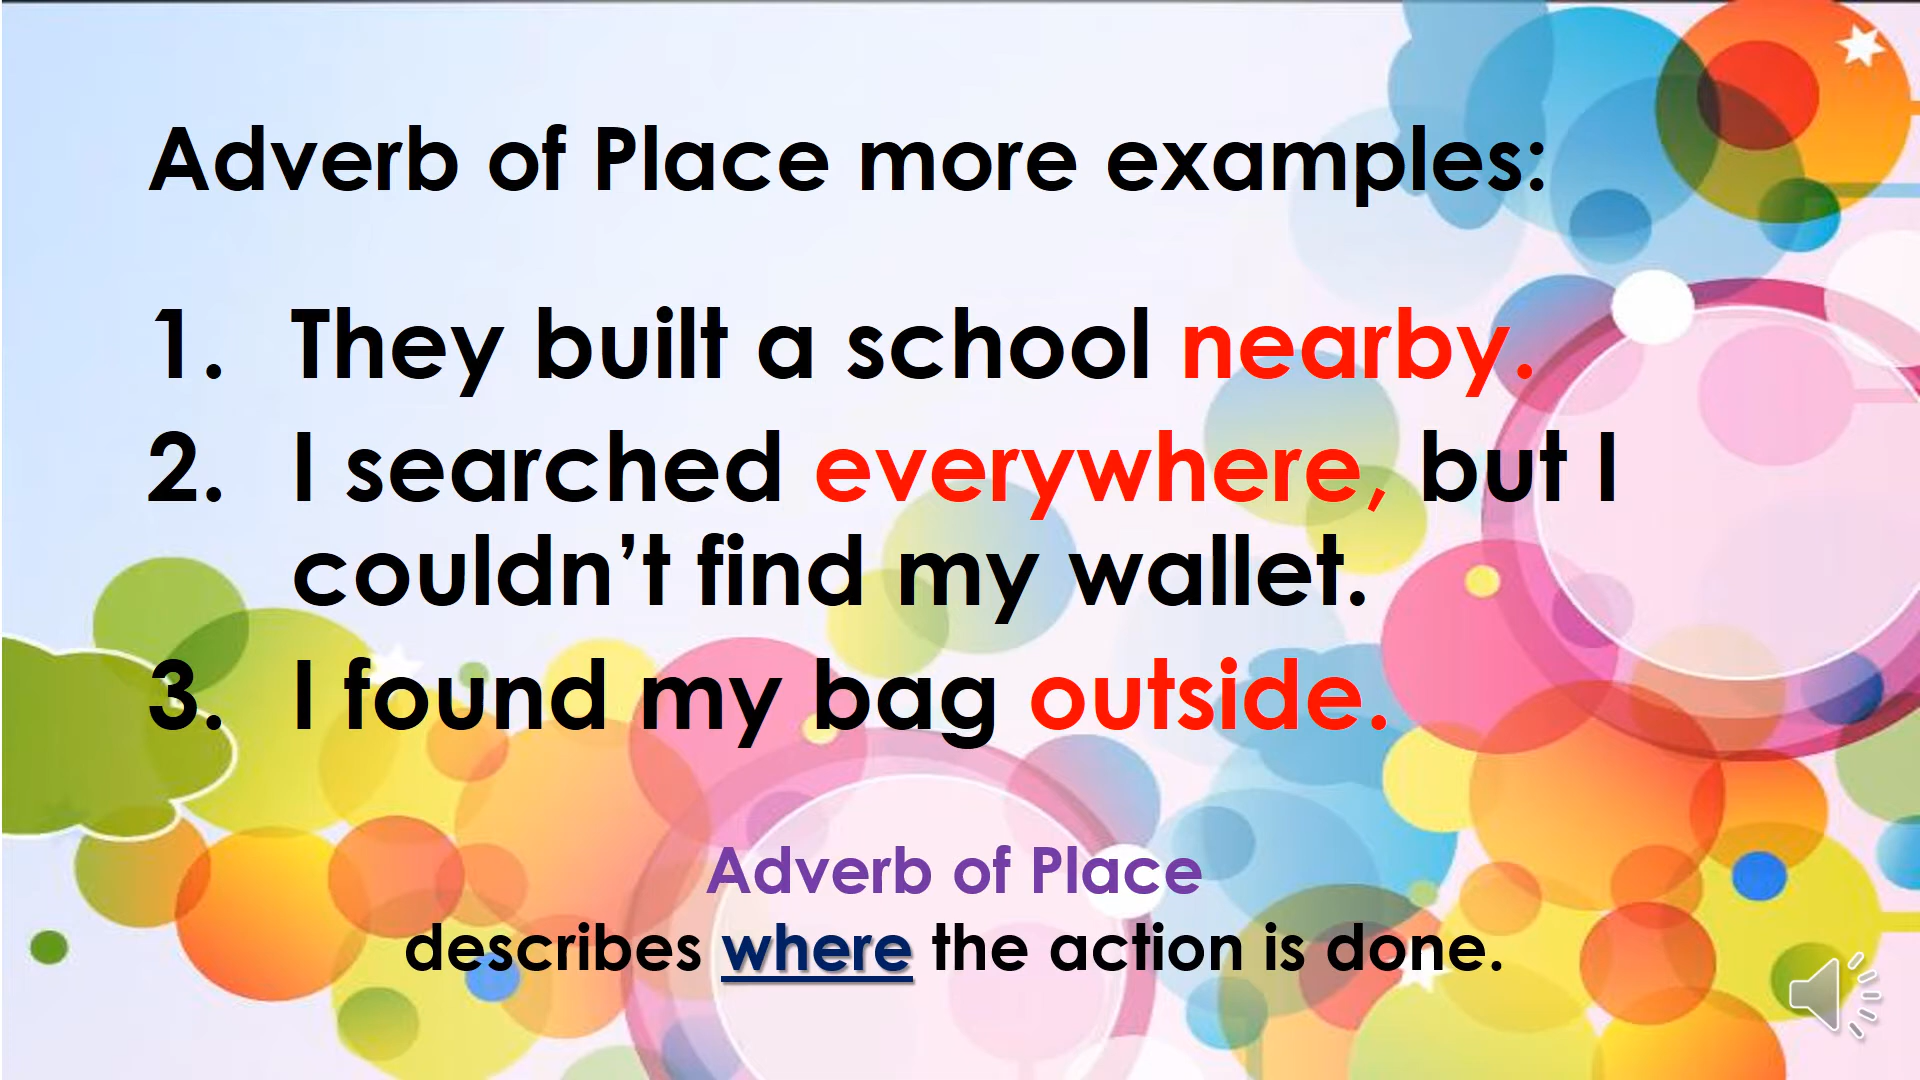 Adverb of Place more examples:
1. They built a school nearby.
2. I searched everywhere, but I
couldn’t find my wallet.
3. I found my bag outside.
Adverb of Place
describes where the action is done.